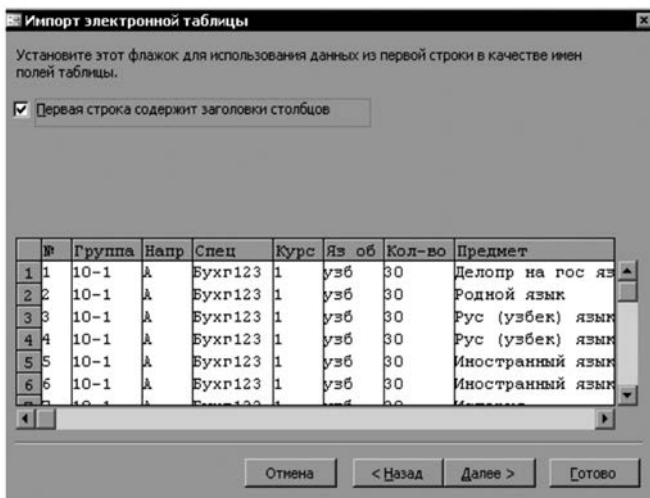 Импорт электронной таблицы
Установите этот флажок для использования данных из первой строки в качестве имен
полей таблицы.
Первая строка содержит заголовки столбцов
№ Группа Напр Спец Курс Яз об Кол-во Предмет
1 1 10-1 А Бухг123 1 узб 30 Делопр на гос яз
2 2 10-1 А Бухг123 1 узб 30 Родной язык
3 3 10-1 А Бухг123 1 узб 30 Рус (узбек) язык
4 4 10-1 А Бухг123 1 узб 30 Рус (узбек) язык
5 5 10-1 А Бухг123 1 узб 30 Иностранный язык
6 6 10-1 А Бухг123 1 узб 30 Иностранный язык
Отмена < Назад Далее > Готово